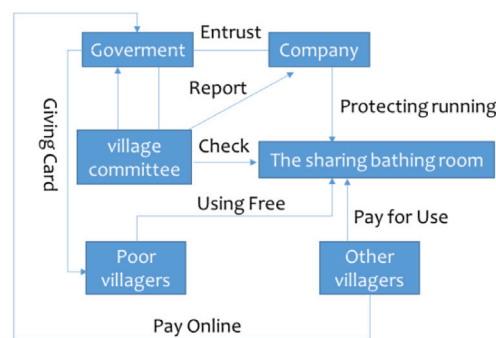 Entrust
Goverment
Company
Report
Protecting running
Giving Card
village
committee
Check
The sharing bathing room
Using Free
Pay for Use
Poor
villagers
Other
villagers
Pay Online